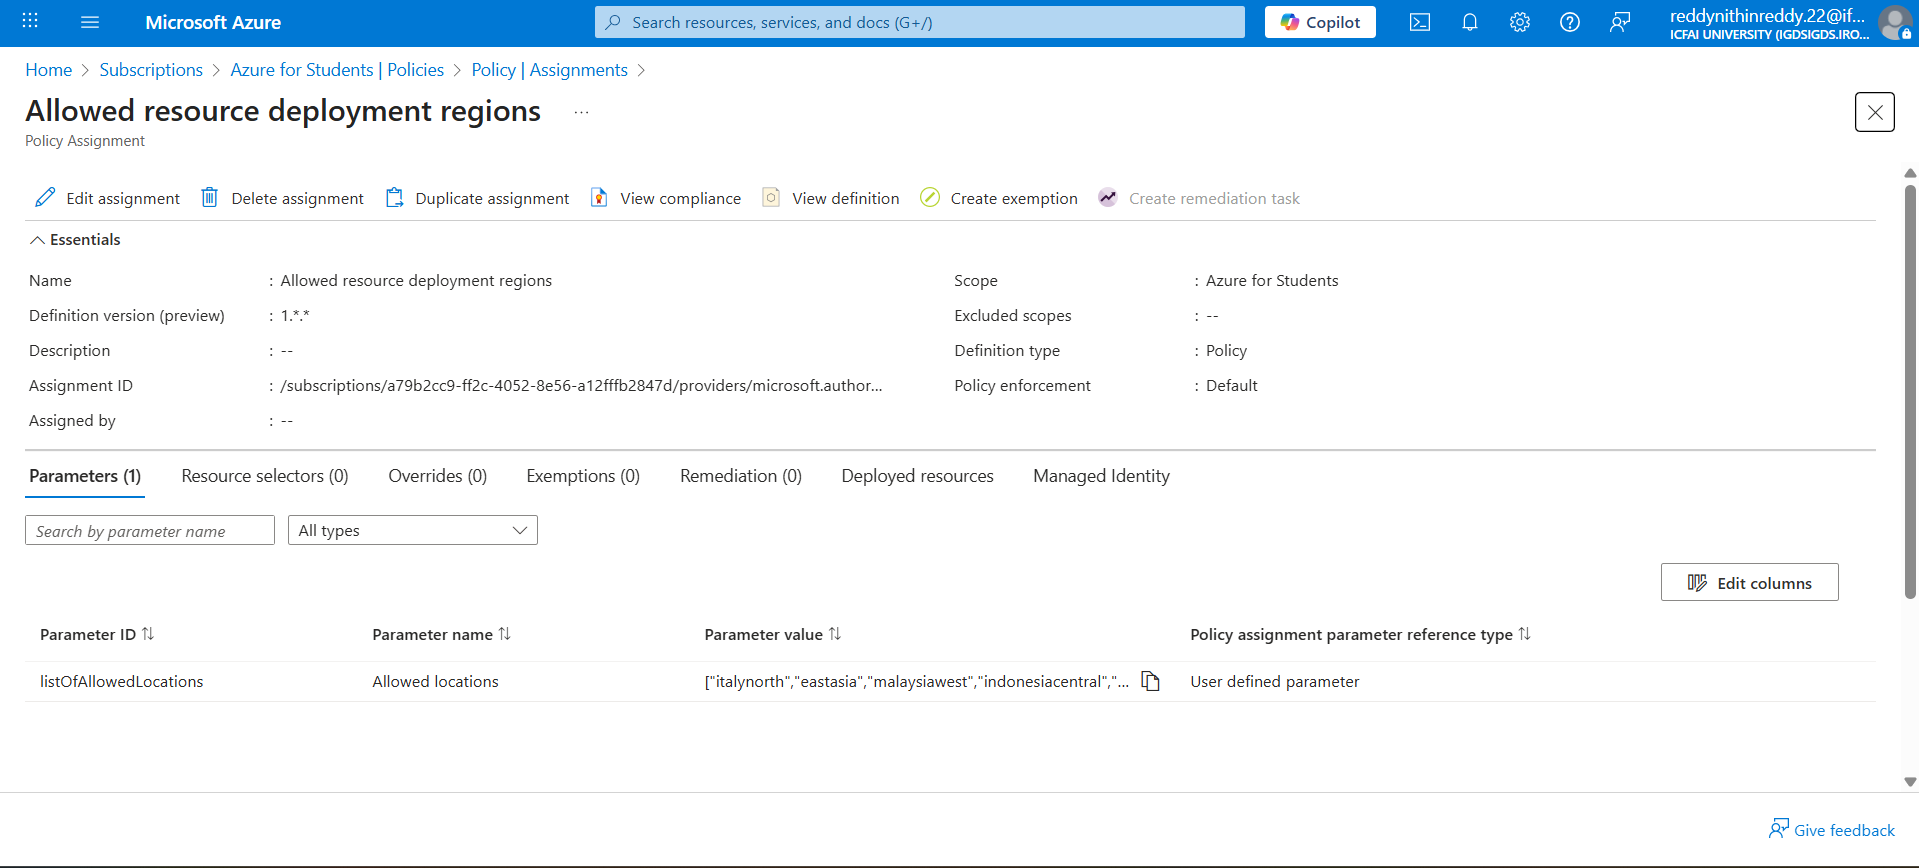 Microsoft Azure
Search resources, services, and docs (G+/)
Copilot
reddynithinreddy.22@if...
ICFAI UNIVERSITY (IGDSIGDS.IRO...
Home > Subscriptions > Azure for Students | Policies > Policy | Assignments >
Allowed resource deployment regions ...
Policy Assignment
Edit assignment Delete assignment Duplicate assignment View compliance View definition Create exemption Create remediation task
Essentials
Name : Allowed resource deployment regions Scope : Azure for Students
Definition version (preview) : 1.*.* Excluded scopes : --
Description : -- Definition type : Policy
Assignment ID : /subscriptions/a79b2cc9-ff2c-4052-8e56-a12fffb2847d/providers/microsoft.author... Policy enforcement : Default
Assigned by : --
Parameters (1) Resource selectors (0) Overrides (0) Exemptions (0) Remediation (0) Deployed resources Managed Identity
Search by parameter name All types
Edit columns
Parameter ID Parameter name Parameter value Policy assignment parameter reference type
listOfAllowedLocations Allowed locations ["italynorth","eastasia","malaysiawest","indonesiacentral","... User defined parameter
Give feedback